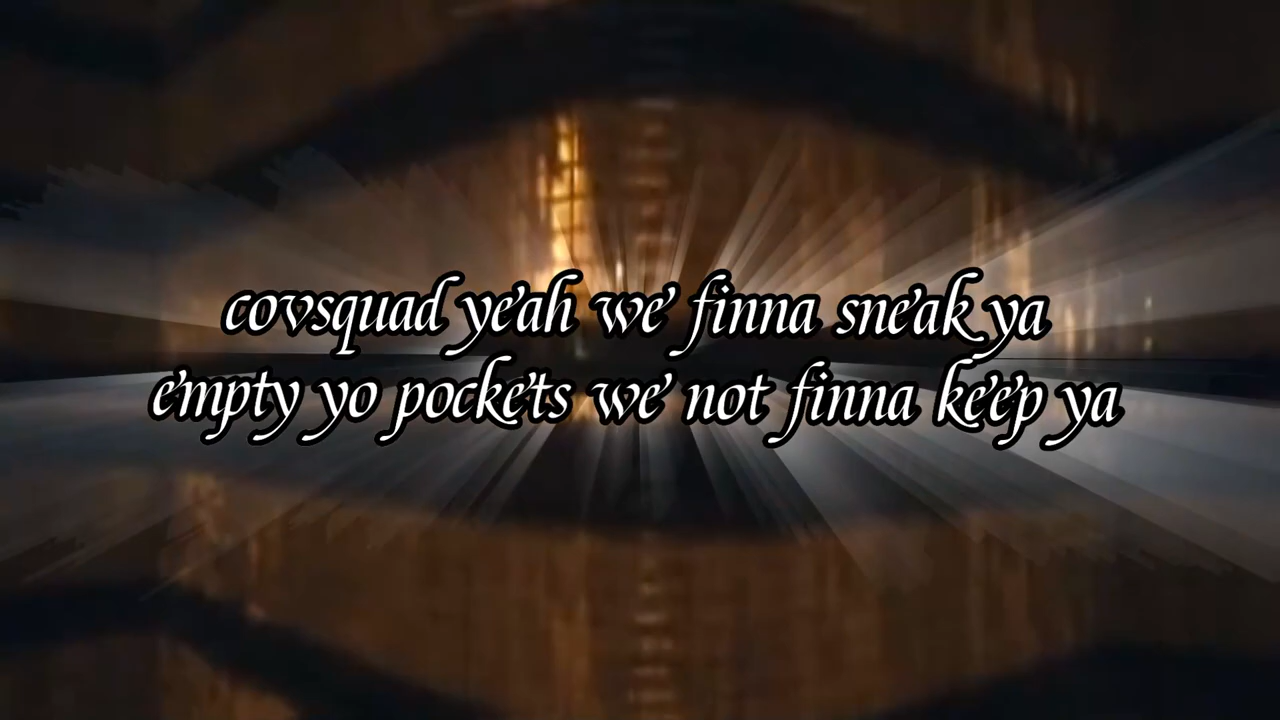 covsquad yeah we finna sneak ya
empty yo pockets we not finna keep ya